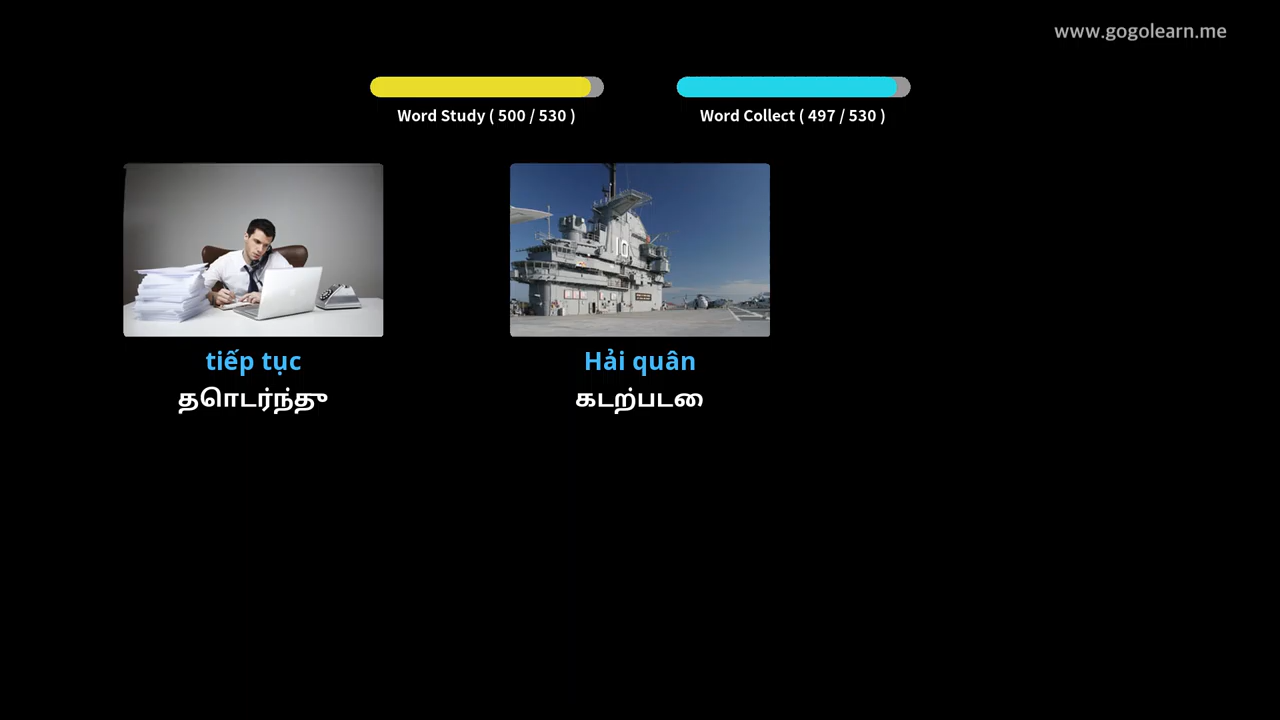 www.gogolearn.me
Word Study ( 500 / 530 )
Word Collect ( 497 / 530 )
tiếp tục
தொடர்ந்து
Hải quân
கடற்படை